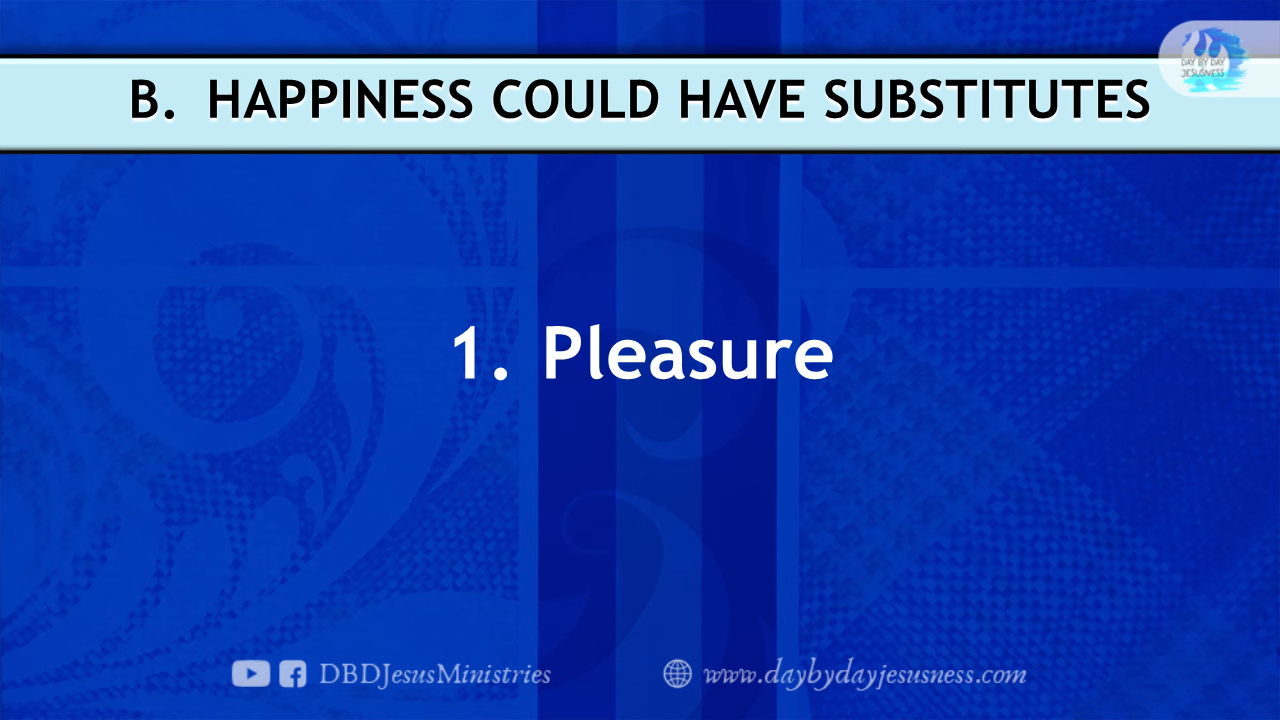 B. HAPPINESS COULD HAVE SUBSTITUTES
DAY BY DAY
JESUSNESS
1. Pleasure
DBDJesusMinistries
www.daybydayjesusness.com